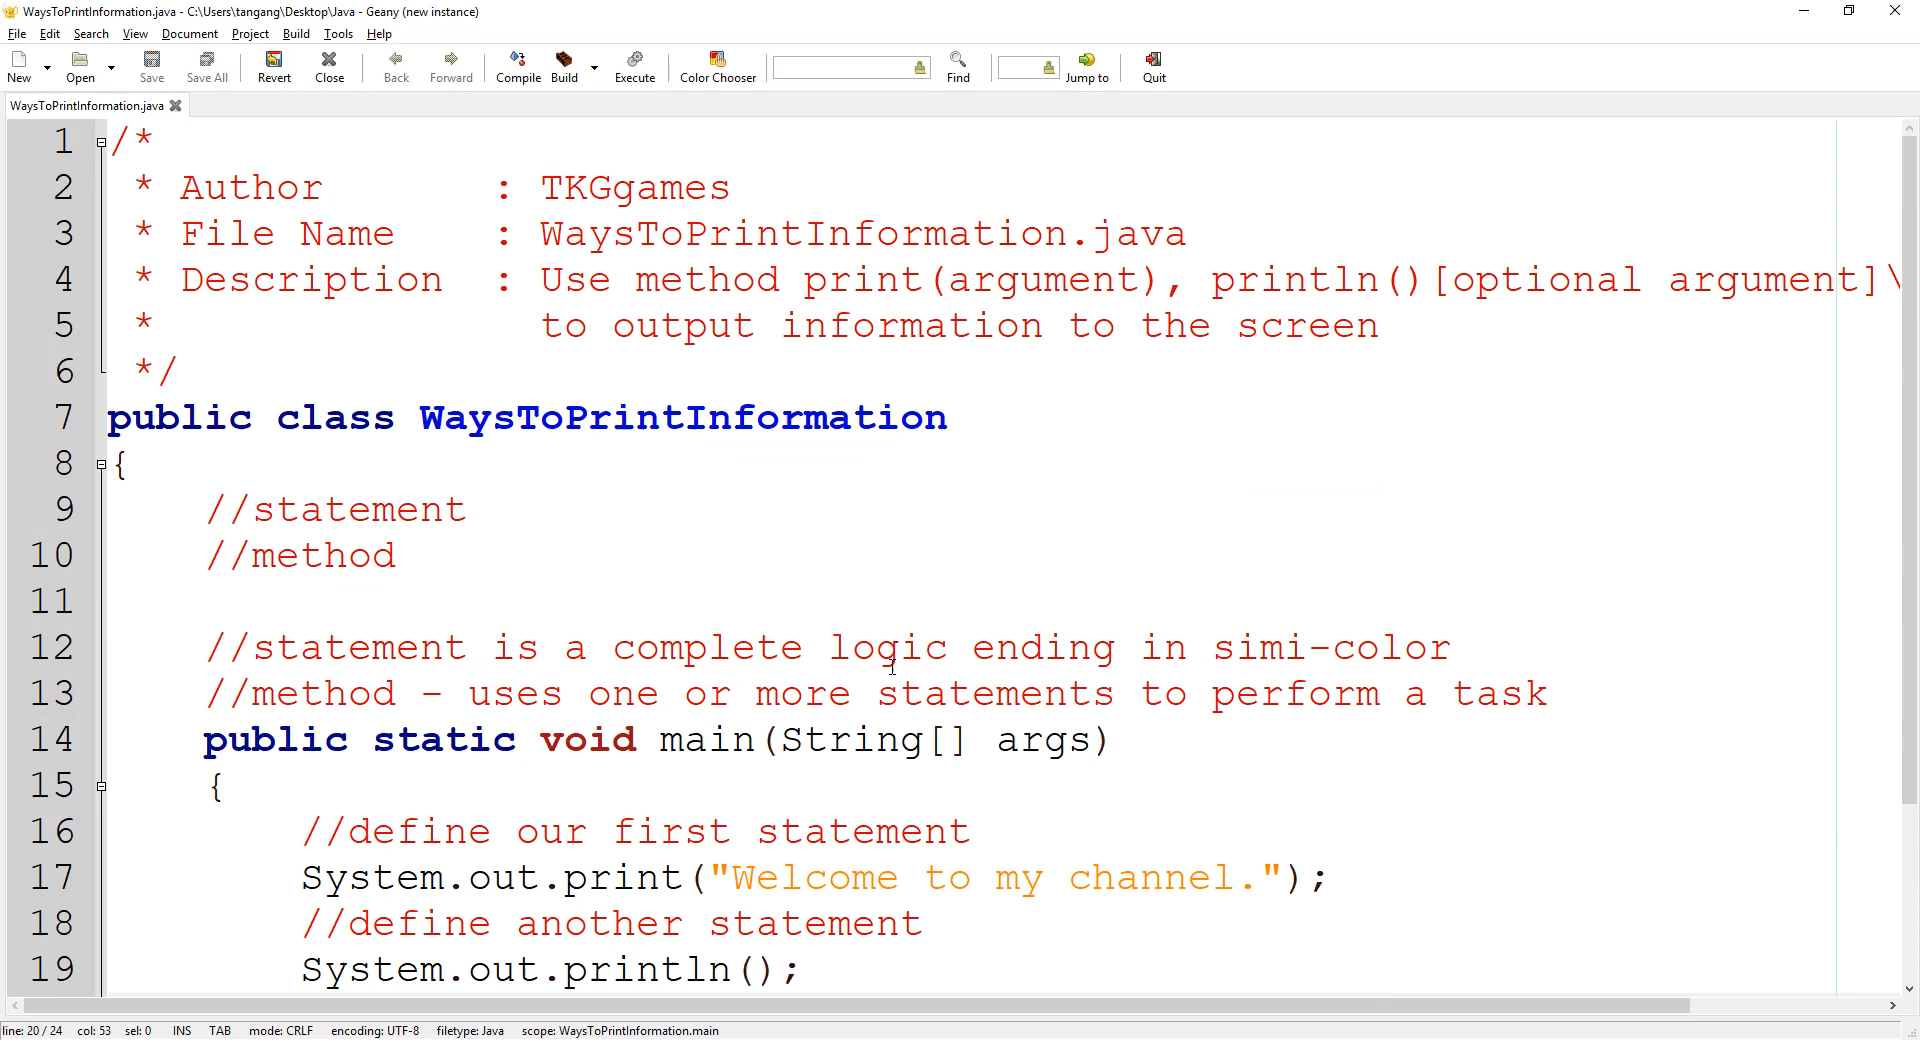 WaysToPrintInformation.java - C:\Users\tangang\Desktop\Java - Geany (new instance)
File Edit Search View Document Project Build Tools Help
New Open Save Save All Revert Close Back Forward Compile Build Execute Color Chooser Find Jump to Quit
WaysToPrintInformation.java
1 /*
2 * Author : TKGgames
3 * File Name : WaysToPrintInformation.java
4 * Description : Use method print(argument), println()[optional argument]\
5 * to output information to the screen
6 */
7 public class WaysToPrintInformation
8 {
9 //statement
10 //method
11
12 //statement is a complete logic ending in simi-color
13 //method - uses one or more statements to perform a task
14 public static void main(String[] args)
15 {
16 //define our first statement
17 System.out.print("Welcome to my channel.");
18 //define another statement
19 System.out.println();
line: 20 / 24 col: 53 sel: 0 INS TAB mode: CRLF encoding: UTF-8 filetype: Java scope: WaysToPrintInformation.main